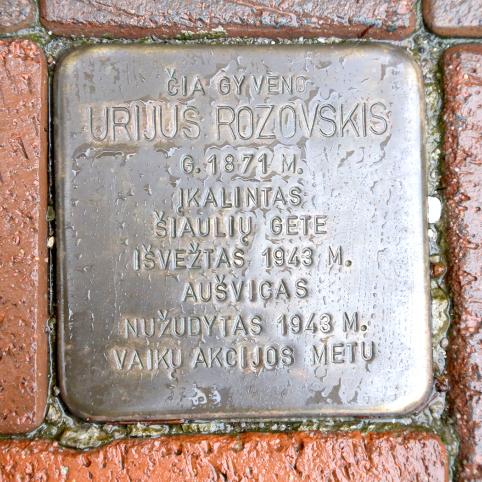 ČIA GYVENO
URIJUS ROZOVSKIS
G. 1871 M.
ĮKALINTAS
ŠIAULIŲ GETE
IŠVEŽTAS 1943 M.
AUŠVICAS
NUŽUDYTAS 1943 M.
VAIKŲ AKCIJOS METU